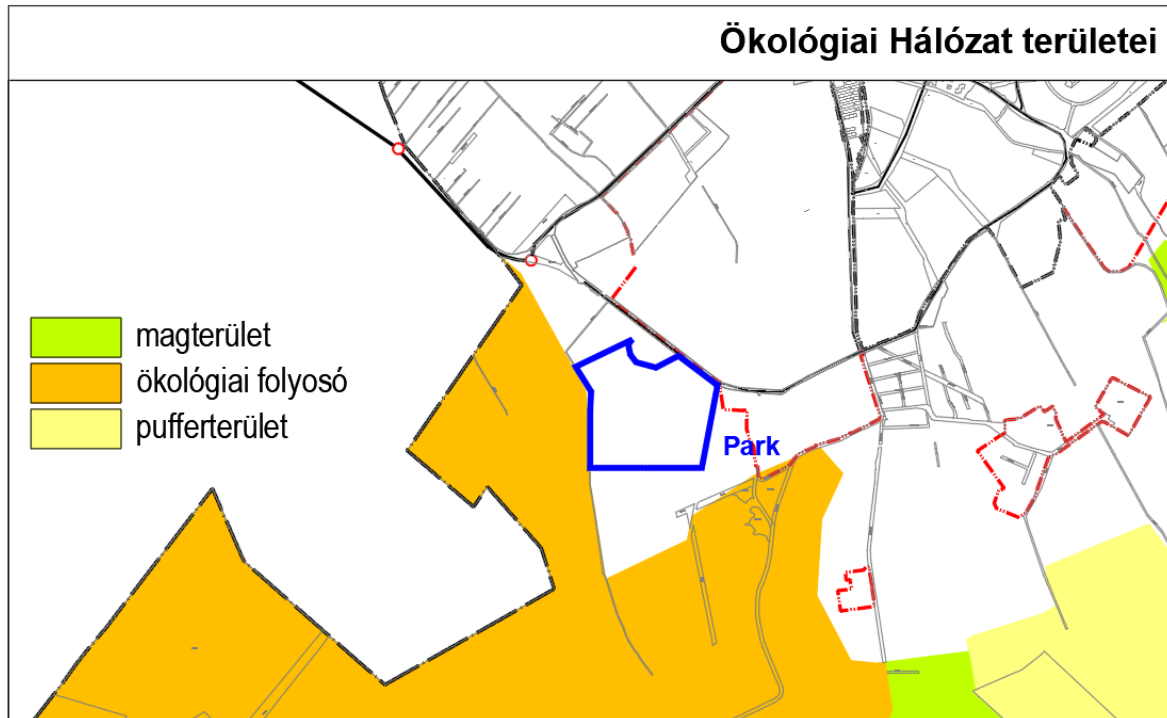 Ökológiai Hálózat területei
magterület
ökológiai folyosó
pufferterület
Park